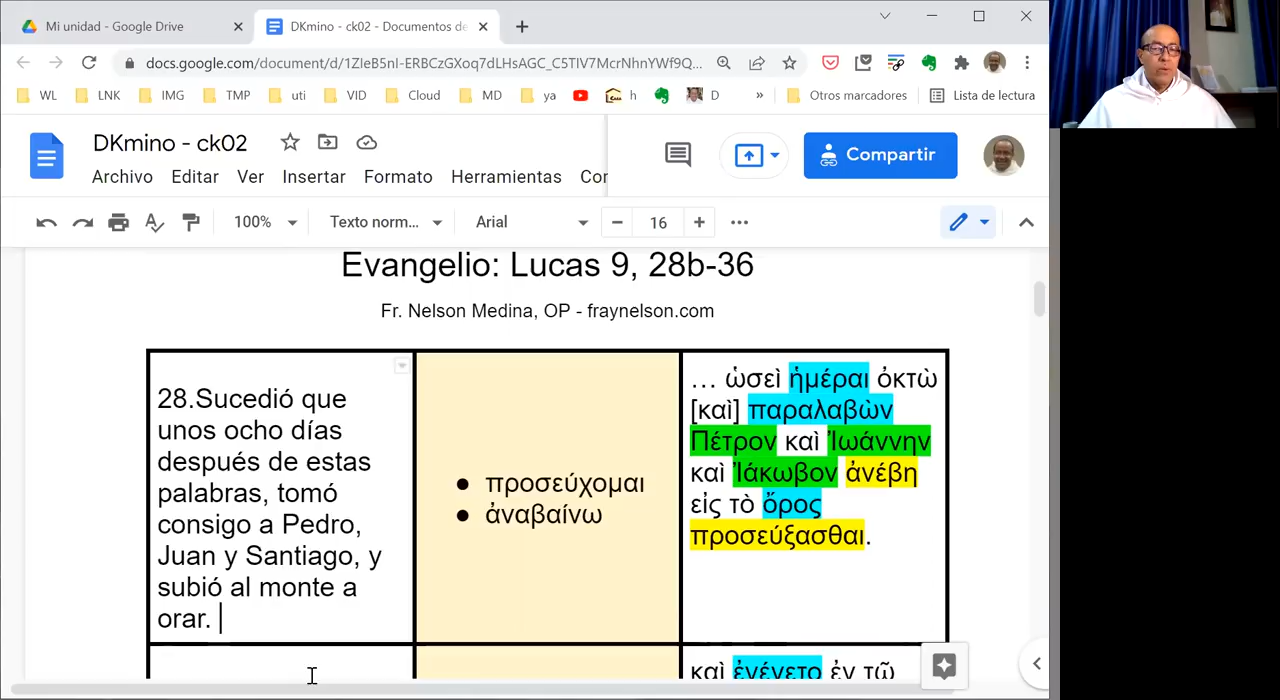 Mi unidad - Google Drive
DKmino - ck02 - Documentos de
docs.google.com/document/d/1ZIeB5nI-ERBCzGXoq7dLHsAGC_C5TIV7McrNhnYWf9Q...
WL LNK IMG TMP uti VID Cloud MD ya h D » Otros marcadores Lista de lectura
DKmino - ck02
Archivo Editar Ver Insertar Formato Herramientas Cor
Compartir
100% Texto norm... Arial 16
Evangelio: Lucas 9, 28b-36
Fr. Nelson Medina, OP - fraynelson.com
28.Sucedió que
unos ocho días
después de estas
palabras, tomó
consigo a Pedro,
Juan y Santiago, y
subió al monte a
orar.
● προσεύχομαι
● ἀναβαίνω
… ὡσεὶ ἡμέραι ὀκτὼ
[καὶ] παραλαβὼν
Πέτρον καὶ Ἰωάννην
καὶ Ἰάκωβον ἀνέβη
εἰς τὸ ὄρος
προσεύξασθαι.
καὶ ἐγένετο ἐν τῷ